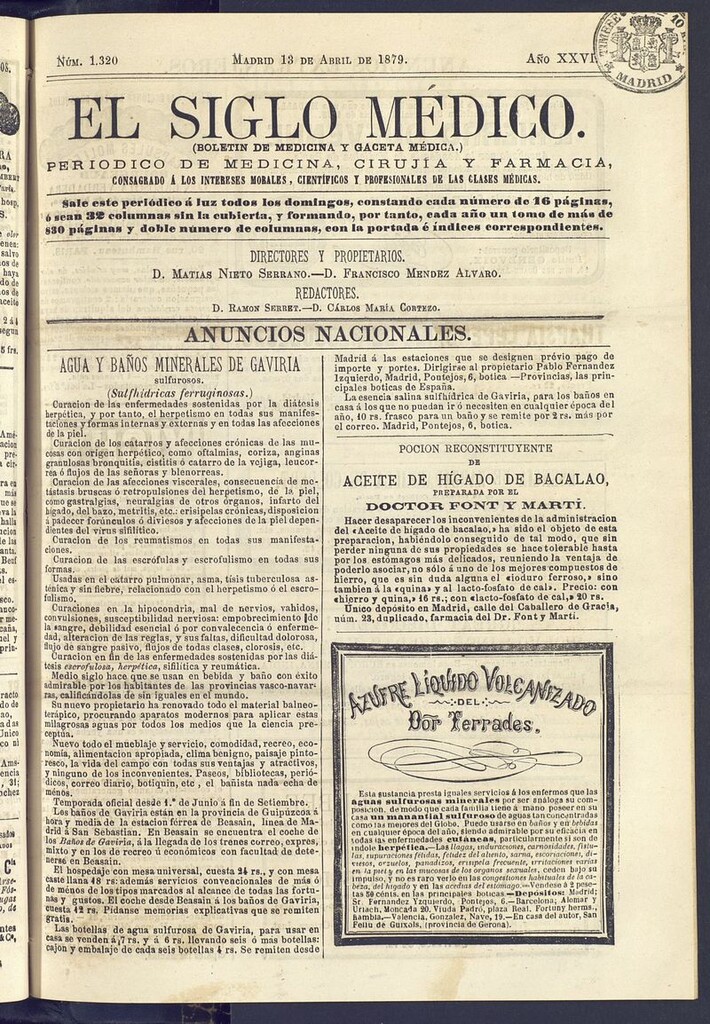 Núm. 1.320
Madrid 13 de Abril de 1879.
Año XXVI
TIMBRE
10
MADRID
EL SIGLO MÉDICO.
(BOLETIN DE MEDICINA Y GACETA MÉDICA.)
PERIODICO DE MEDICINA, CIRUJÍA Y FARMACIA,
CONSAGRADO Á LOS INTERESES MORALES, CIENTÍFICOS Y PROFESIONALES DE LAS CLASES MÉDICAS.
Sale este periódico á luz todos los domingos, constando cada número de 16 páginas,
ó sean 32 columnas sin la cubierta, y formando, por tanto, cada año un tomo de más de
830 páginas y doble número de columnas, con la portada é índices correspondientes.
DIRECTORES Y PROPIETARIOS.
D. Matias Nieto Serrano.—D. Francisco Mendez Alvaro.
REDACTORES.
D. Ramon Serret.—D. Cárlos María Cortezo.
ANUNCIOS NACIONALES.
AGUA Y BAÑOS MINERALES DE GAVIRIA
sulfurosos.
(Sulfhídricas ferruginosas.)
Curacion de las enfermedades sostenidas por la diátesis
herpética, y por tanto, el herpetismo en todas sus manifes-
taciones y formas internas y externas y en todas las afecciones
de la piel.
Curacion de los catarros y afecciones crónicas de las mu-
cosas con origen herpético, como oftalmias, coriza, anginas
granulosas bronquitis, cistitis ó catarro de la vejiga, leucor-
rea ó flujos de las señoras y blenorreas.
Curacion de las afecciones viscerales, consecuencia de me-
tástasis bruscas ó retropulsiones del herpetismo, de la piel,
como gastralgias, neuralgias de otros órganos, infarto del
hígado, del bazo, metritis, etc.: erisipelas crónicas, disposicion
á padecer forúnculos ó diviesos y afecciones de la piel depen-
dientes del virus sifilítico.
Curacion de los reumatismos en todas sus manifesta-
ciones.
Curacion de las escrófulas y escrofulismo en todas sus
formas.
Usadas en el catarro pulmonar, asma, tísis tuberculosa as-
ténica y sin fiebre, relacionado con el herpetismo ó el escro-
fulismo.
Curaciones en la hipocondria, mal de nervios, vahidos,
convulsiones, susceptibilidad nerviosa: empobrecimiento de
la sangre, debilidad esencial ó por convalecencia ó enferme-
dad, alteracion de las reglas, y sus faltas, dificultad dolorosa,
flujo de sangre pasivo, flujos de todas clases, clorosis, etc.
Curacion en fin de las enfermedades sostenidas por las diá-
tesis escrofulosa, herpética, sifilítica y reumática.
Medio siglo hace que se usan en bebida y baño con éxito
admirable por los habitantes de las provincias vasco-navar-
ras, calificándolas de sin iguales en el mundo.
Su nuevo propietario ha renovado todo el material balneo-
terápico, procurando aparatos modernos para aplicar estas
milagrosas aguas por todos los medios que la ciencia pre-
ceptúa.
Nuevo todo el mueblaje y servicio, comodidad, recreo, eco-
nomía, alimentacion apropiada, clima benigno, paisaje pinto-
resco, la vida del campo con todas sus ventajas y atractivos,
y ninguno de los inconvenientes. Paseos, bibliotecas, perió-
dicos, correo diario, botiquin, etc , el bañista nada echa de
ménos.
Temporada oficial desde 1.º de Junio á fin de Setiembre.
Los baños de Gaviria están en la provincia de Guipúzcoa á
hora y media de la estacion férrea de Beasain, línea de Ma-
drid á San Sebastian. En Beasain se encuentra el coche de
los Baños de Gaviria, á la llegada de los trenes correo, expres,
mixto y en los de recreo ú económicos con facultad de dete-
nerse en Beasain.
El hospedaje con mesa universal, cuesta 24 rs., y con mesa
castellana 18 rs: además servicios convencionales de más ó
de ménos de los tipos marcados al alcance de todas las for-
tunas y gustos. El coche desde Beasain á los baños de Gaviria,
cuesta 12 rs. Pídanse memorias explicativas que se remiten
gratis.
Las botellas de agua sulfurosa de Gaviria, para usar en
casa se venden á 7 rs. y á 6 rs. llevando seis ó más botellas:
cajon y embalaje de cada seis botellas 4 rs. Se remiten desde
Madrid á las estaciones que se designen prévio pago de
importe y portes. Dirigirse al propietario Pablo Fernandez
Izquierdo, Madrid, Pontejos, 6, botica —Provincias, las prin-
cipales boticas de España.
La esencia salina sulfhídrica de Gaviria, para los baños en
casa á los que no puedan ir ó necesiten en cualquier época del
año, 10 rs. frasco para un baño y se remite por 2 rs. más por
el correo. Madrid, Pontejos, 6, botica.
POCION RECONSTITUYENTE
DE
ACEITE DE HÍGADO DE BACALAO,
PREPARADA POR EL
DOCTOR FONT Y MARTÍ.
Hacer desaparecer los inconvenientes de la administracion
del «Aceite de hígado de bacalao,» ha sido el objeto de esta
preparacion, habiéndolo conseguido de tal modo, que sin
perder ninguna de sus propiedades se hace tolerable hasta
por los estómagos más delicados, reuniendo la ventaja de
poderlo asociar, no sólo á uno de los mejores compuestos de
hierro, que es sin duda alguna el «ioduro ferroso,» sino
tambien á la «quina» y al lacto-fosfato de cal». Precio: con
«hierro y quina,» 16 rs.; con «lacto-fosfato de cal,» 20 rs.
Unico depósito en Madrid, calle del Caballero de Gracia,
núm. 23, duplicado, farmacia del Dr. Font y Martí.
AZUFRE LÍQUIDO VOLCANIZADO
DEL
Dor Terrades.
Esta sustancia presta iguales servicios á los enfermos que las
aguas sulfurosas minerales por ser análoga su com-
posicion, de modo que cada familia tiene á mano poseer en su
casa un manantial sulfuroso de aguas tan concentradas
como las mejores del Globo. Puede usarse en baños y en bebidas
en cualquier época del año, siendo admirable por su eficacia en
todas las enfermedades cutáneas, particularmente si son de
índole herpética.—Las llagas, induraciones, carnosidades, fistu-
las, supuraciones fétidas, fetidez del aliento, sarna, escoriaciones, di-
viesos, orzuelos, panadizos, erisipela frecuente, irritaciones varias
en la piel y en las mucosas de los órganos sexuales, ceden bajo su
impulso, y no es raro verlo en las congestiones habituales de la ca-
beza, del hígado y en las acedías del estómago.—Véndese á 2 pese-
tas 50 cénts. en las principales boticas—Depósitos: Madrid;
Sr. Fernandez Yzquierdo, Pontejos, 6.—Barcelona; Alomar y
Uriach, Moncada 20. Viuda Padró, plaza Real. Fortuny herms.,
Rambla.—Valencia, Gonzalez, Nave, 19.—En casa del autor, San
Feliu de Guixols, (provincia de Gerona).